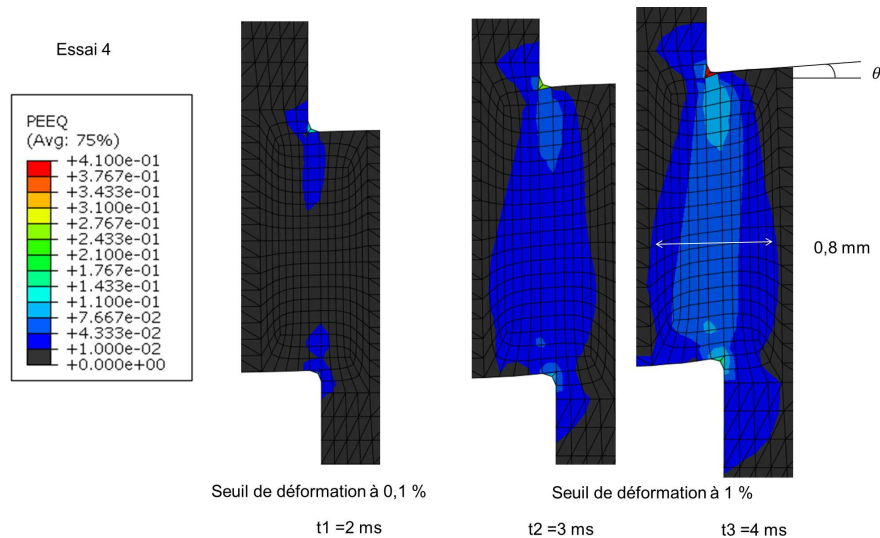 Essai 4
PEEQ
(Avg: 75%)
+4.100e-01
+3.767e-01
+3.433e-01
+3.100e-01
+2.767e-01
+2.433e-01
+2.100e-01
+1.767e-01
+1.433e-01
+1.100e-01
+7.667e-02
+4.333e-02
+1.000e-02
+0.000e+00
θ
0,8 mm
Seuil de déformation à 0,1 %
Seuil de déformation à 1 %
t1 =2 ms
t2 =3 ms
t3 =4 ms